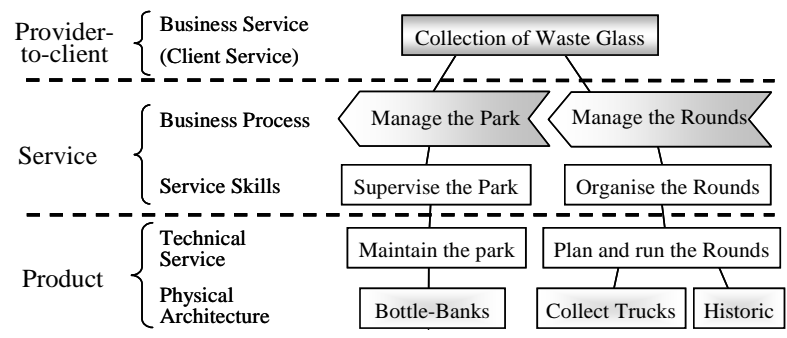 Provider-
to-client
Business Service
(Client Service)
Collection of Waste Glass
Service
Business Process
Manage the Park
Manage the Rounds
Service Skills
Supervise the Park
Organise the Rounds
Product
Technical
Service
Maintain the park
Plan and run the Rounds
Physical
Architecture
Bottle-Banks
Collect Trucks
Historic